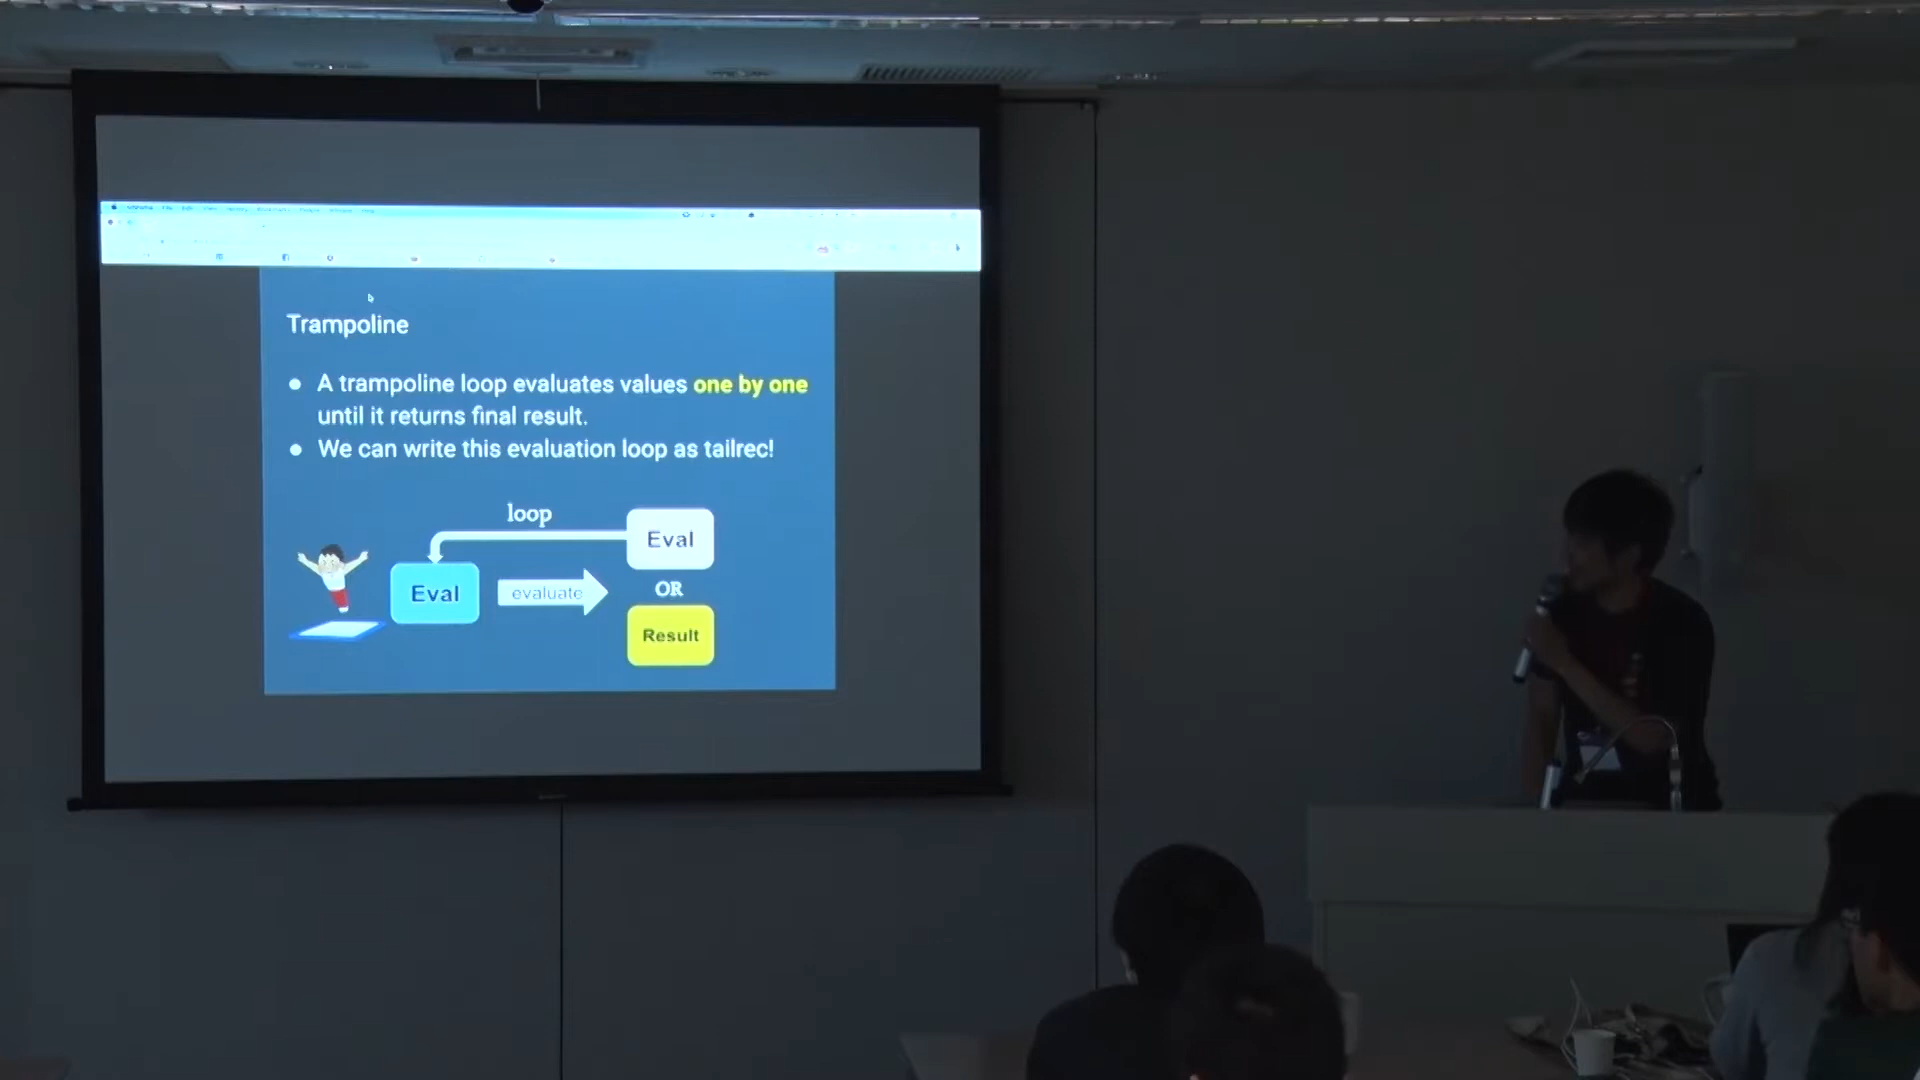 Trampoline
● A trampoline loop evaluates values one by one
until it returns final result.
● We can write this evaluation loop as tailrec!
loop
Eval
Eval
evaluate
OR
Result